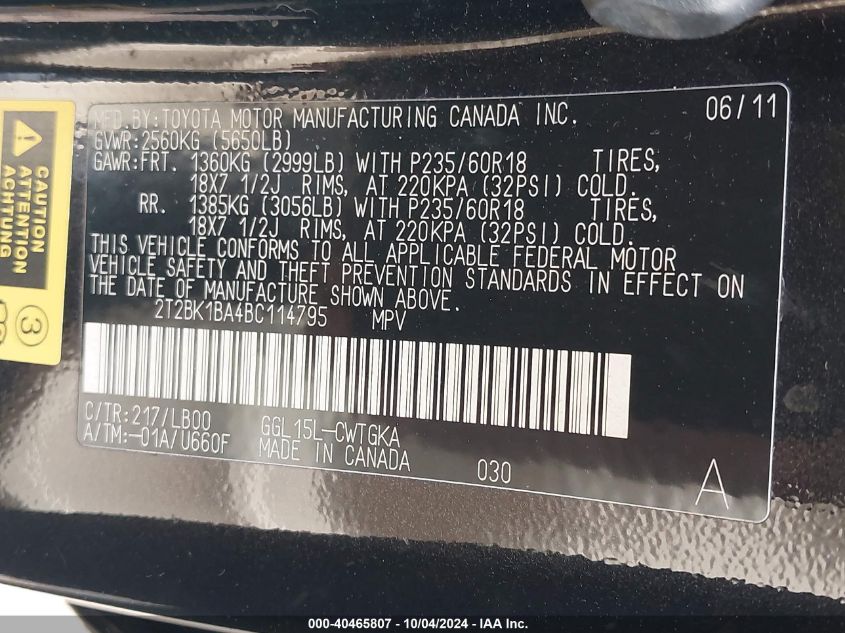 MFD.BY:TOYOTA MOTOR MANUFACTURING CANADA INC. 06/11
GVWR:2560KG (5650LB)
GAWR:FRT. 1360KG (2999LB) WITH P235/60R18 TIRES,
18X7 1/2J RIMS, AT 220KPA (32PSI) COLD.
RR. 1385KG (3056LB) WITH P235/60R18 TIRES,
18X7 1/2J RIMS, AT 220KPA (32PSI) COLD.
THIS VEHICLE CONFORMS TO ALL APPLICABLE FEDERAL MOTOR
VEHICLE SAFETY AND THEFT PREVENTION STANDARDS IN EFFECT ON
THE DATE OF MANUFACTURE SHOWN ABOVE.
2T2BK1BA4BC114795 MPV
C/TR:217/LB00 GGL15L-CWTGKA
A/TM:-01A/U660F MADE IN CANADA 030 A
CAUTION
ATTENTION
ACHTUNG
3
000-40465807 - 10/04/2024 - IAA Inc.